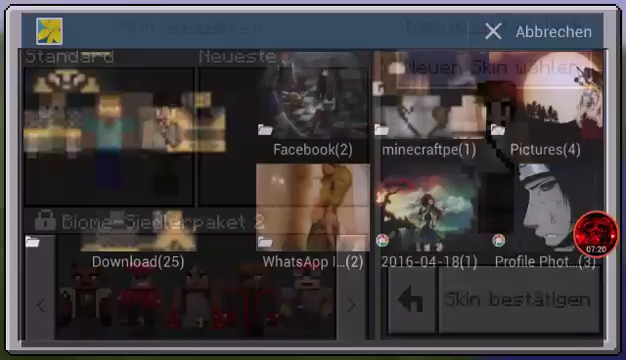 Abbrechen
Standard
Neueste
Neuen Skin wählen
Facebook(2)
minecraftpe(1)
Pictures(4)
Biome-Siedlerpaket 2
07:20
Download(25)
WhatsApp I...(2)
2016-04-18(1)
Profile Phot...(3)
Skin bestätigen